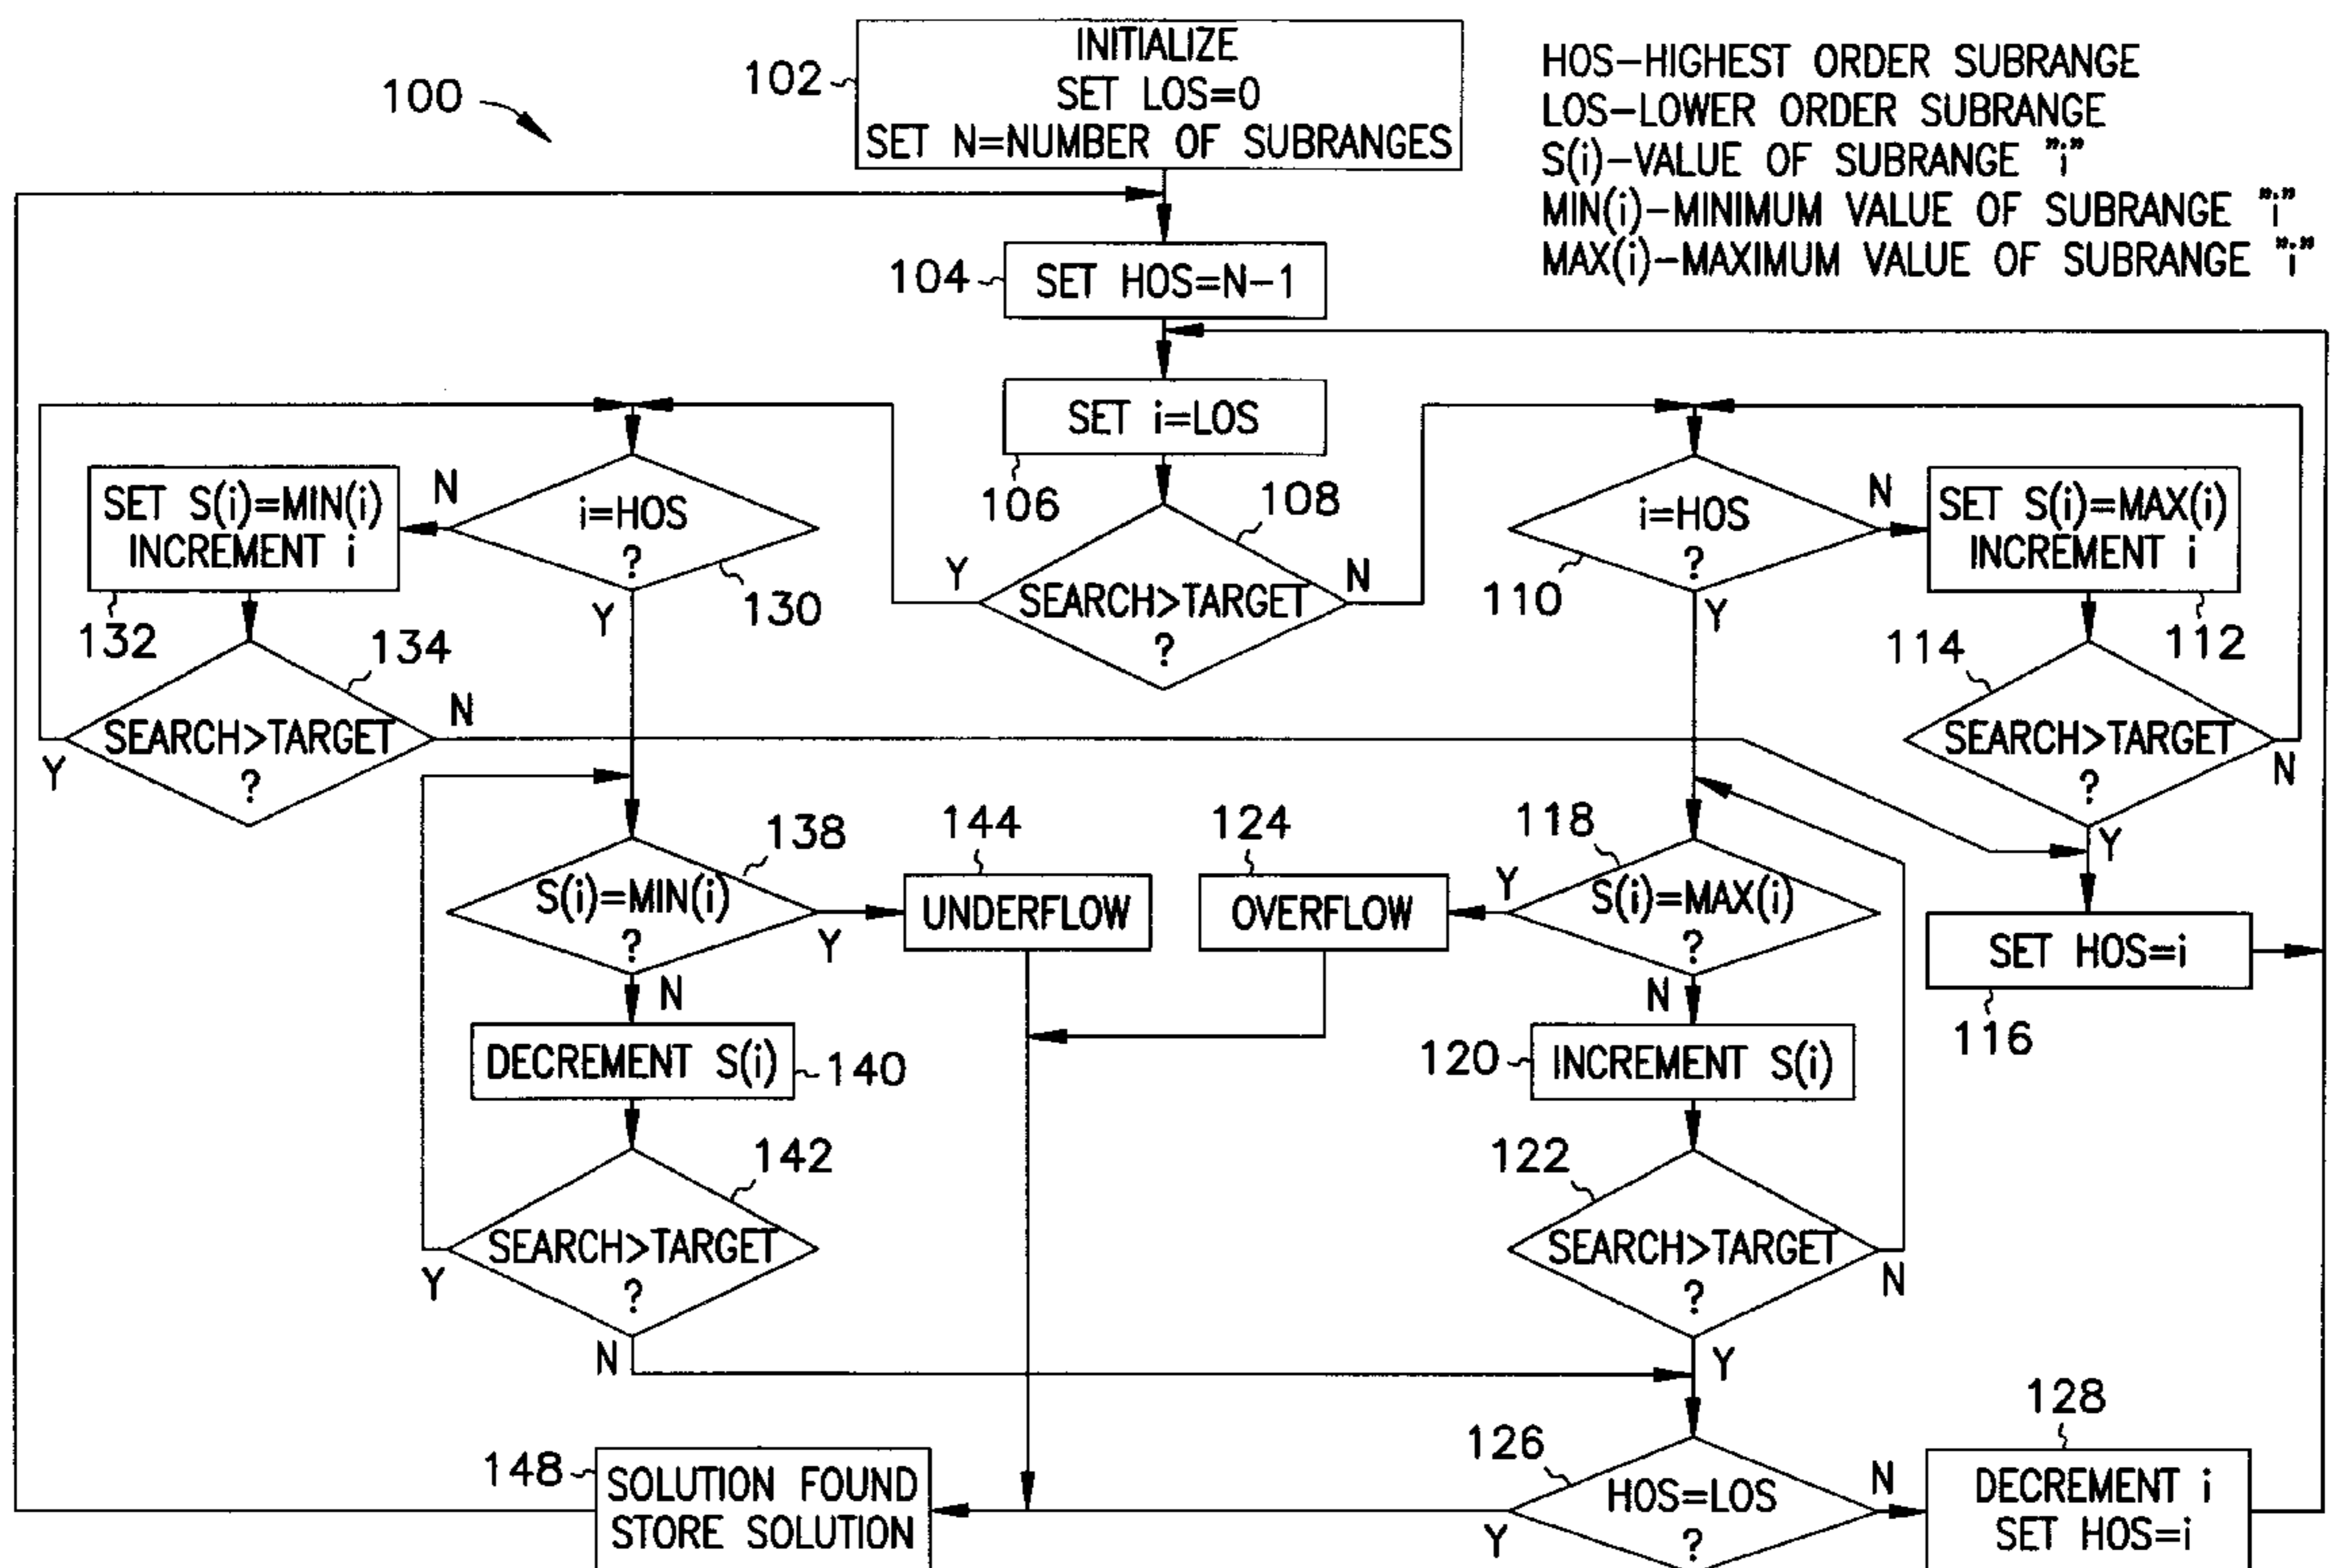 INITIALIZE
SET LOS=0
SET N=NUMBER OF SUBRANGES
102
100
HOS-HIGHEST ORDER SUBRANGE
LOS-LOWER ORDER SUBRANGE
S(i)-VALUE OF SUBRANGE "i"
MIN(i)-MINIMUM VALUE OF SUBRANGE "i"
MAX(i)-MAXIMUM VALUE OF SUBRANGE "i"
104
SET HOS=N-1
SET i=LOS
106
108
SEARCH>TARGET
?
Y
N
i=HOS
?
130
N
Y
SET S(i)=MIN(i)
INCREMENT i
132
134
SEARCH>TARGET
?
Y
N
i=HOS
?
110
N
Y
SET S(i)=MAX(i)
INCREMENT i
112
114
SEARCH>TARGET
?
N
Y
SET HOS=i
116
138
S(i)=MIN(i)
?
Y
N
144
UNDERFLOW
124
OVERFLOW
118
S(i)=MAX(i)
?
Y
N
DECREMENT S(i)
140
120
INCREMENT S(i)
142
SEARCH>TARGET
?
Y
N
122
SEARCH>TARGET
?
N
Y
126
HOS=LOS
?
N
Y
128
DECREMENT i
SET HOS=i
148
SOLUTION FOUND
STORE SOLUTION